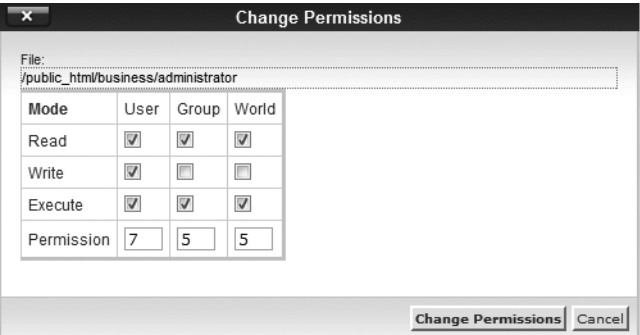 Change Permissions
File:
/public_html/business/administrator
Mode User Group World
Read
Write
Execute
Permission 7 5 5
Change Permissions Cancel